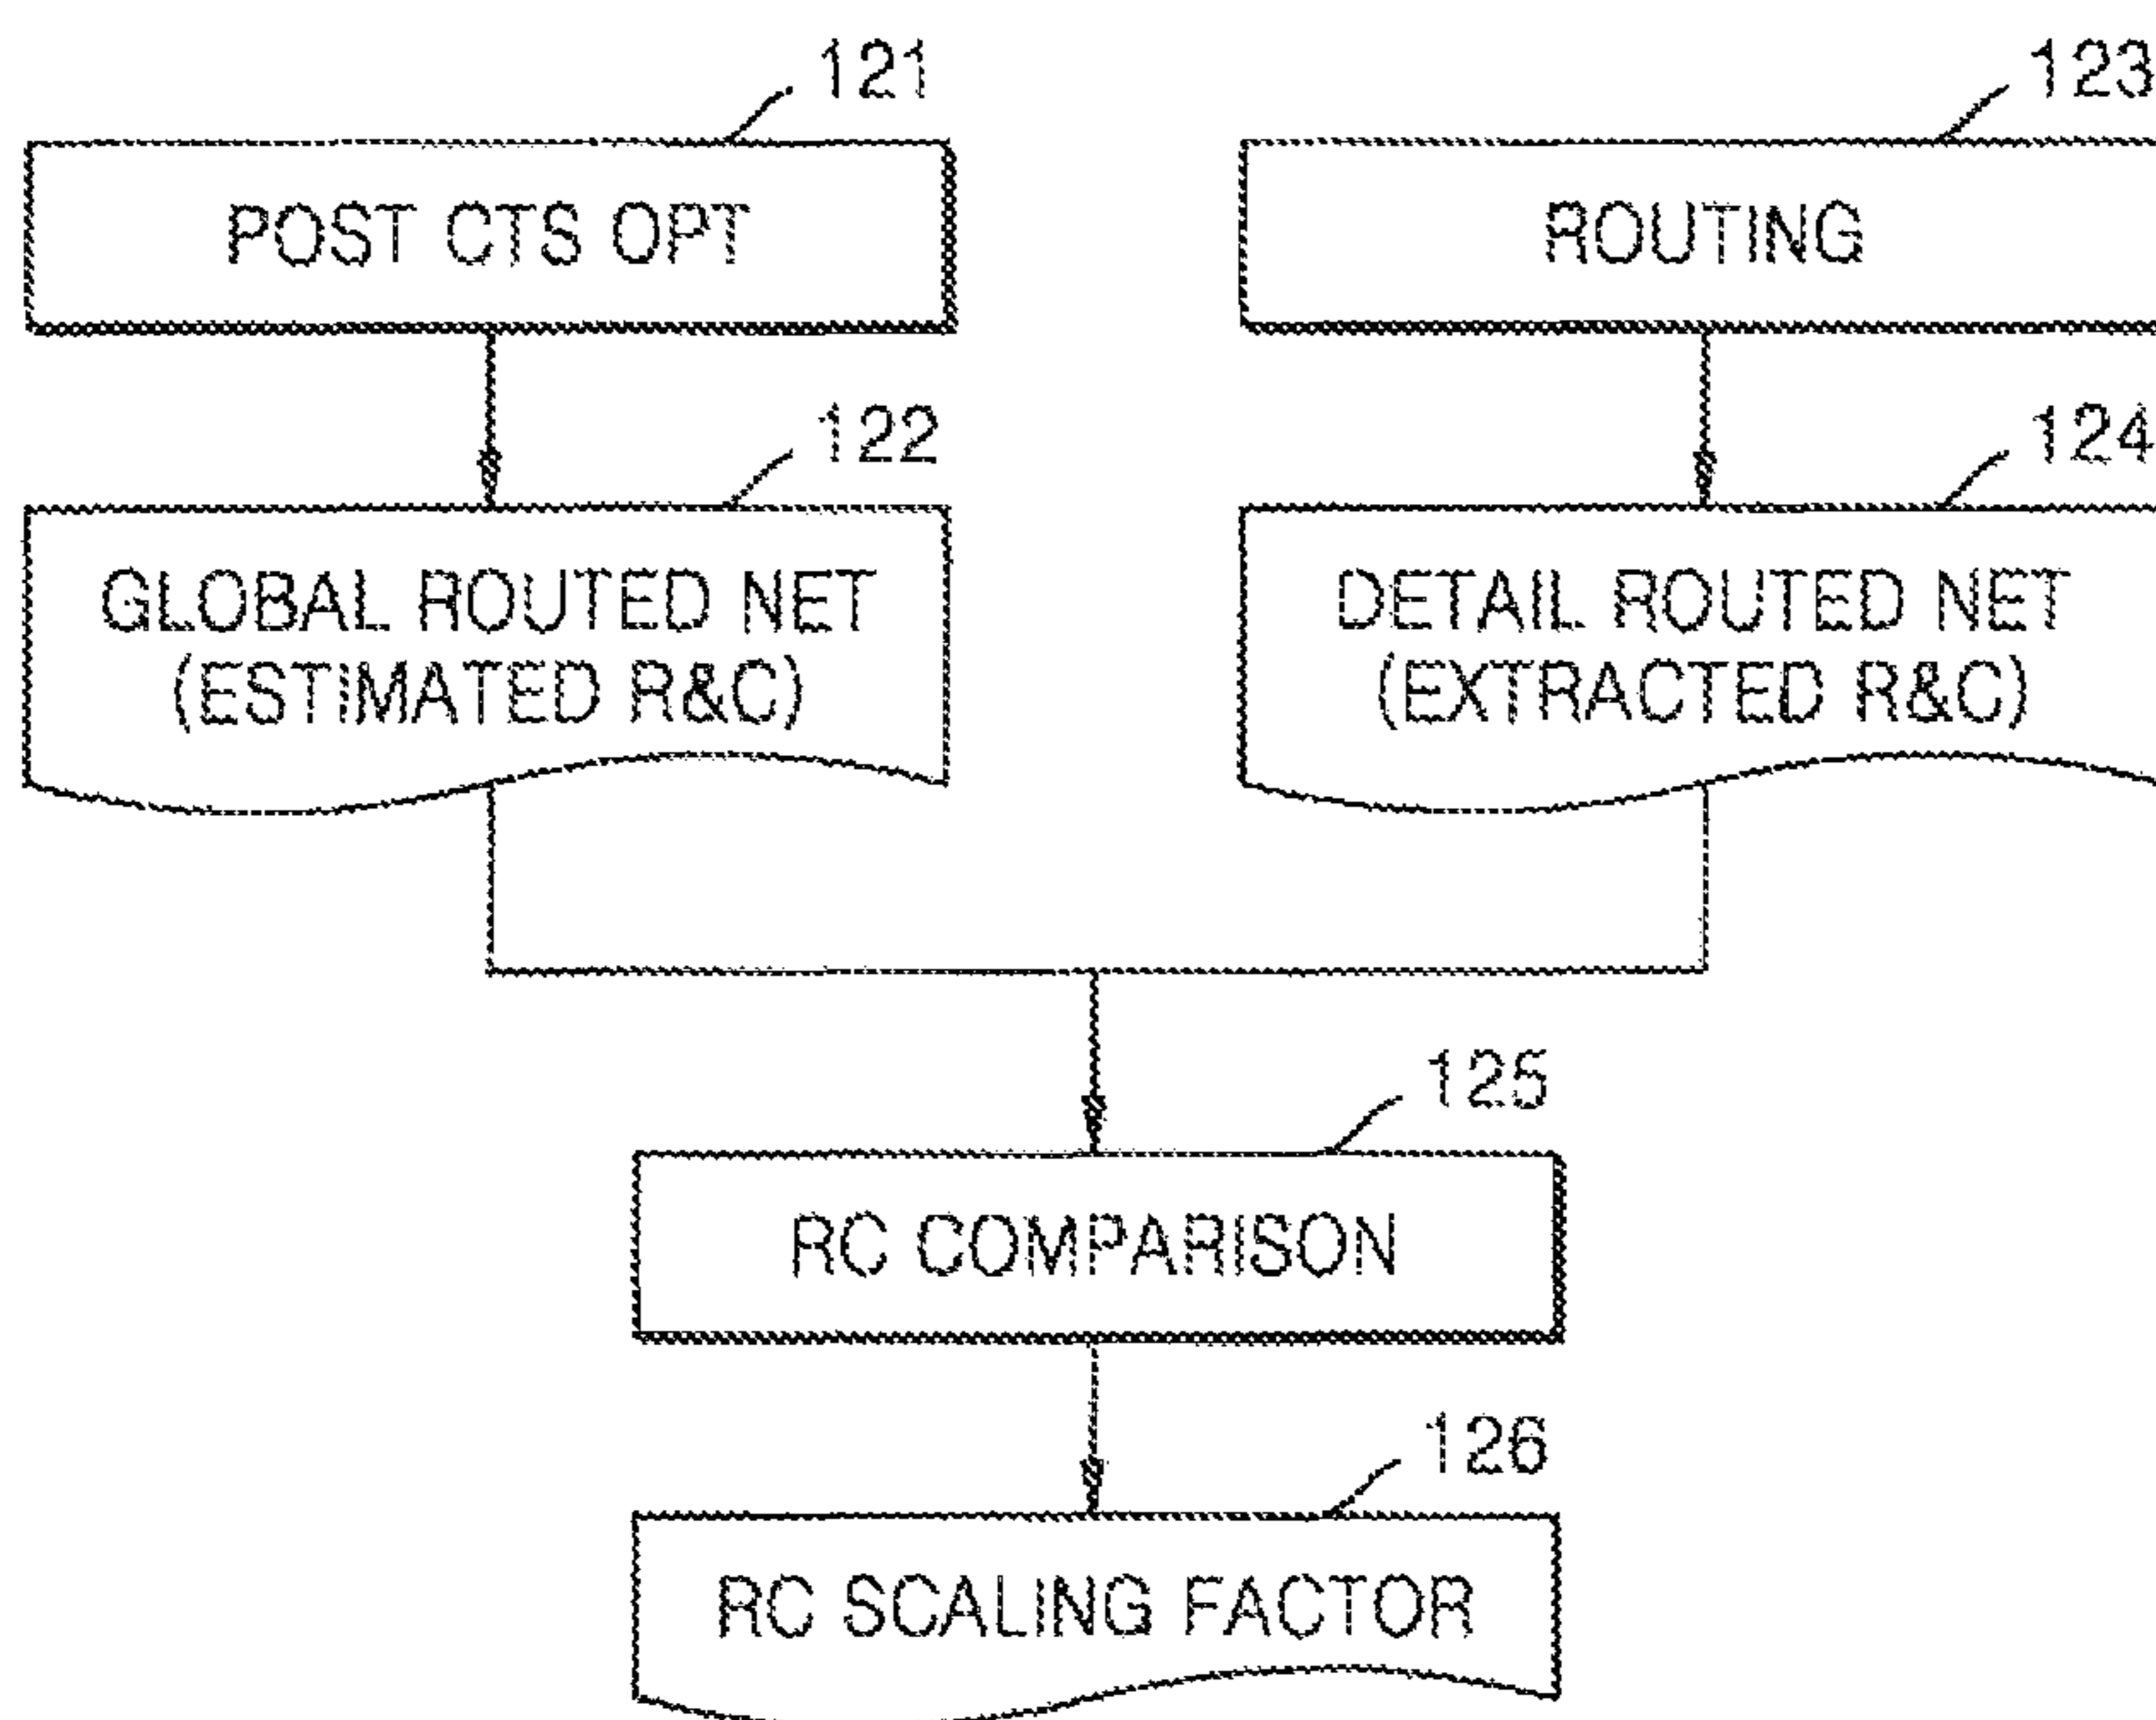 121
POST CTS OPT
122
GLOBAL ROUTED NET
(ESTIMATED R&C)
123
ROUTING
124
DETAIL ROUTED NET
(EXTRACTED R&C)
125
RC COMPARISON
126
RC SCALING FACTOR